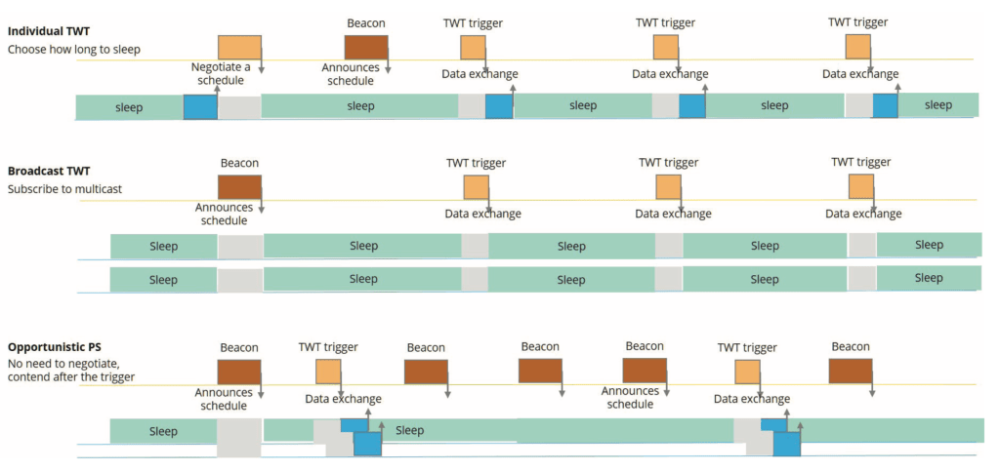 Individual TWT
Choose how long to sleep
Beacon
TWT trigger
TWT trigger
TWT trigger
Negotiate a
schedule
Announces
schedule
Data exchange
Data exchange
Data exchange
sleep
sleep
sleep
sleep
sleep
Broadcast TWT
Subscribe to multicast
Beacon
TWT trigger
TWT trigger
TWT trigger
Announces
schedule
Data exchange
Data exchange
Data exchange
Sleep
Sleep
Sleep
Sleep
Sleep
Sleep
Sleep
Sleep
Sleep
Sleep
Opportunistic PS
No need to negotiate,
contend after the trigger
Beacon
TWT trigger
Beacon
Beacon
Beacon
TWT trigger
Beacon
Announces
schedule
Data exchange
Announces
schedule
Data exchange
Sleep
Sleep